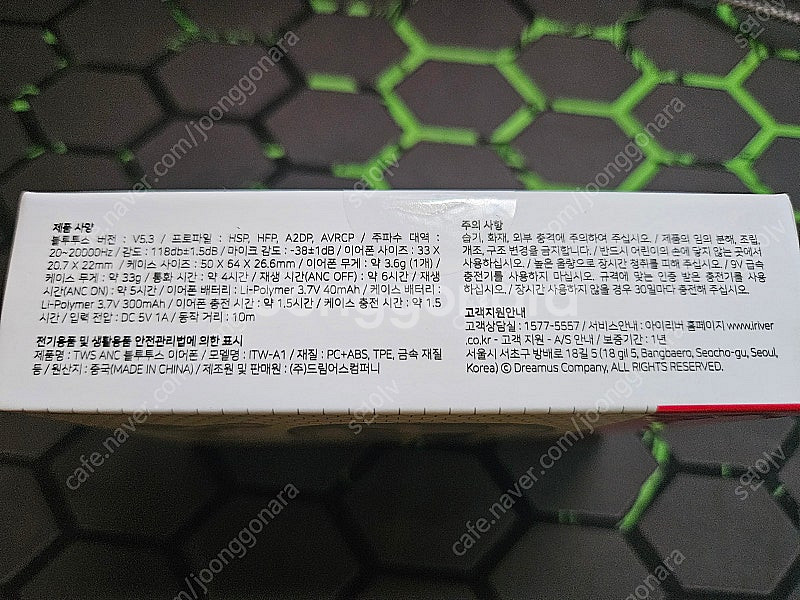 제품 사양
블루투스 버전 : V5.3 / 프로파일 : HSP, HFP, A2DP, AVRCP / 주파수 대역 :
20~20000Hz / 감도 : 118db±1.5dB / 마이크 감도 : -38±1dB / 이어폰 사이즈 : 33 X
20.7 X 22mm / 케이스 사이즈 : 50 X 64 X 26.6mm / 이어폰 무게 : 약 3.6g (1개) /
케이스 무게 : 약 33g / 통화 시간 : 약 4시간 / 재생 시간(ANC OFF) : 약 6시간 / 재생
시간(ANC ON) : 약 5시간 / 이어폰 배터리 : Li-Polymer 3.7V 40mAh / 케이스 배터리 :
Li-Polymer 3.7V 300mAh / 이어폰 충전 시간 : 약 1.5시간 / 케이스 충전 시간 : 약 1.5
시간 / 입력 전압 : DC 5V 1A / 동작 거리 : 10m
전기용품 및 생활용품 안전관리법에 의한 표시
제품명 : TWS ANC 블루투스 이어폰 / 모델명 : ITW-A1 / 재질 : PC+ABS, TPE, 금속 재질
등 / 원산지 : 중국(MADE IN CHINA) / 제조원 및 판매원 : (주)드림어스컴퍼니
주의 사항
습기, 화재, 외부 충격에 주의하여 주십시오. / 제품의 임의 분해, 조립,
개조, 구조 변경을 금지합니다. / 반드시 어린이의 손에 닿지 않는 곳에서
사용하십시오. / 높은 음량으로 장시간 청취를 피해 주십시오. / 9V 급속
충전기를 사용하지 마십시오. 규격에 맞는 인증 받은 충전기를 사용
하십시오. / 장시간 사용하지 않을 경우 30일마다 충전해 주십시오.
고객지원안내
고객상담실 : 1577-5557 / 서비스안내 : 아이리버 홈페이지 www.iriver
.co.kr - 고객 지원 - A/S 안내 / 보증기간 : 1년
서울시 서초구 방배로 18길 5 (18 gil 5, Bangbaero, Seocho-gu, Seoul,
Korea) ⓒ Dreamus Company, ALL RIGHTS RESERVED.
cafe.naver.com/joonggonara
cafe.naver.com/joonggonara
cafe.naver.com/joonggonara
joonggonara
joonggonara